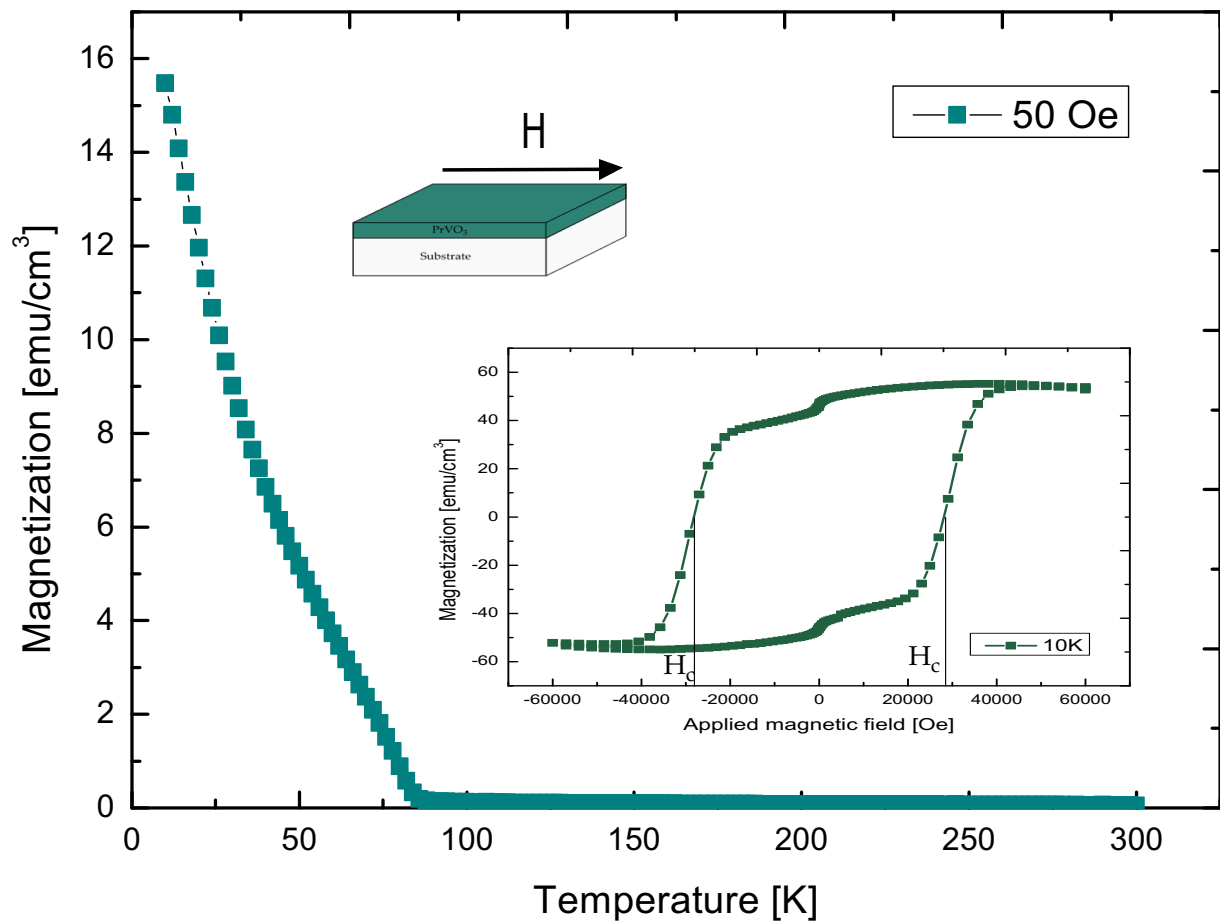 16
14
12
10
8
6
4
2
0
Magnetization [emu/cm³]
0 50 100 150 200 250 300
Temperature [K]
50 Oe
H
PrVO₃
Substrate
60
40
20
0
-20
-40
-60
Magnetization [emu/cm³]
H_c
H_c
10K
-60000 -40000 -20000 0 20000 40000 60000
Applied magnetic field [Oe]